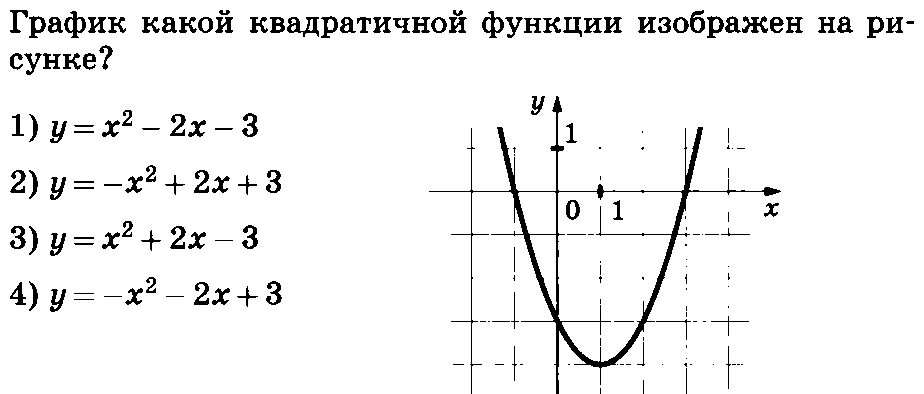 График какой квадратичной функции изображен на ри-
сунке?
1) y = x² − 2x − 3
2) y = −x² + 2x + 3
3) y = x² + 2x − 3
4) y = −x² − 2x + 3
y
1
0 1
x